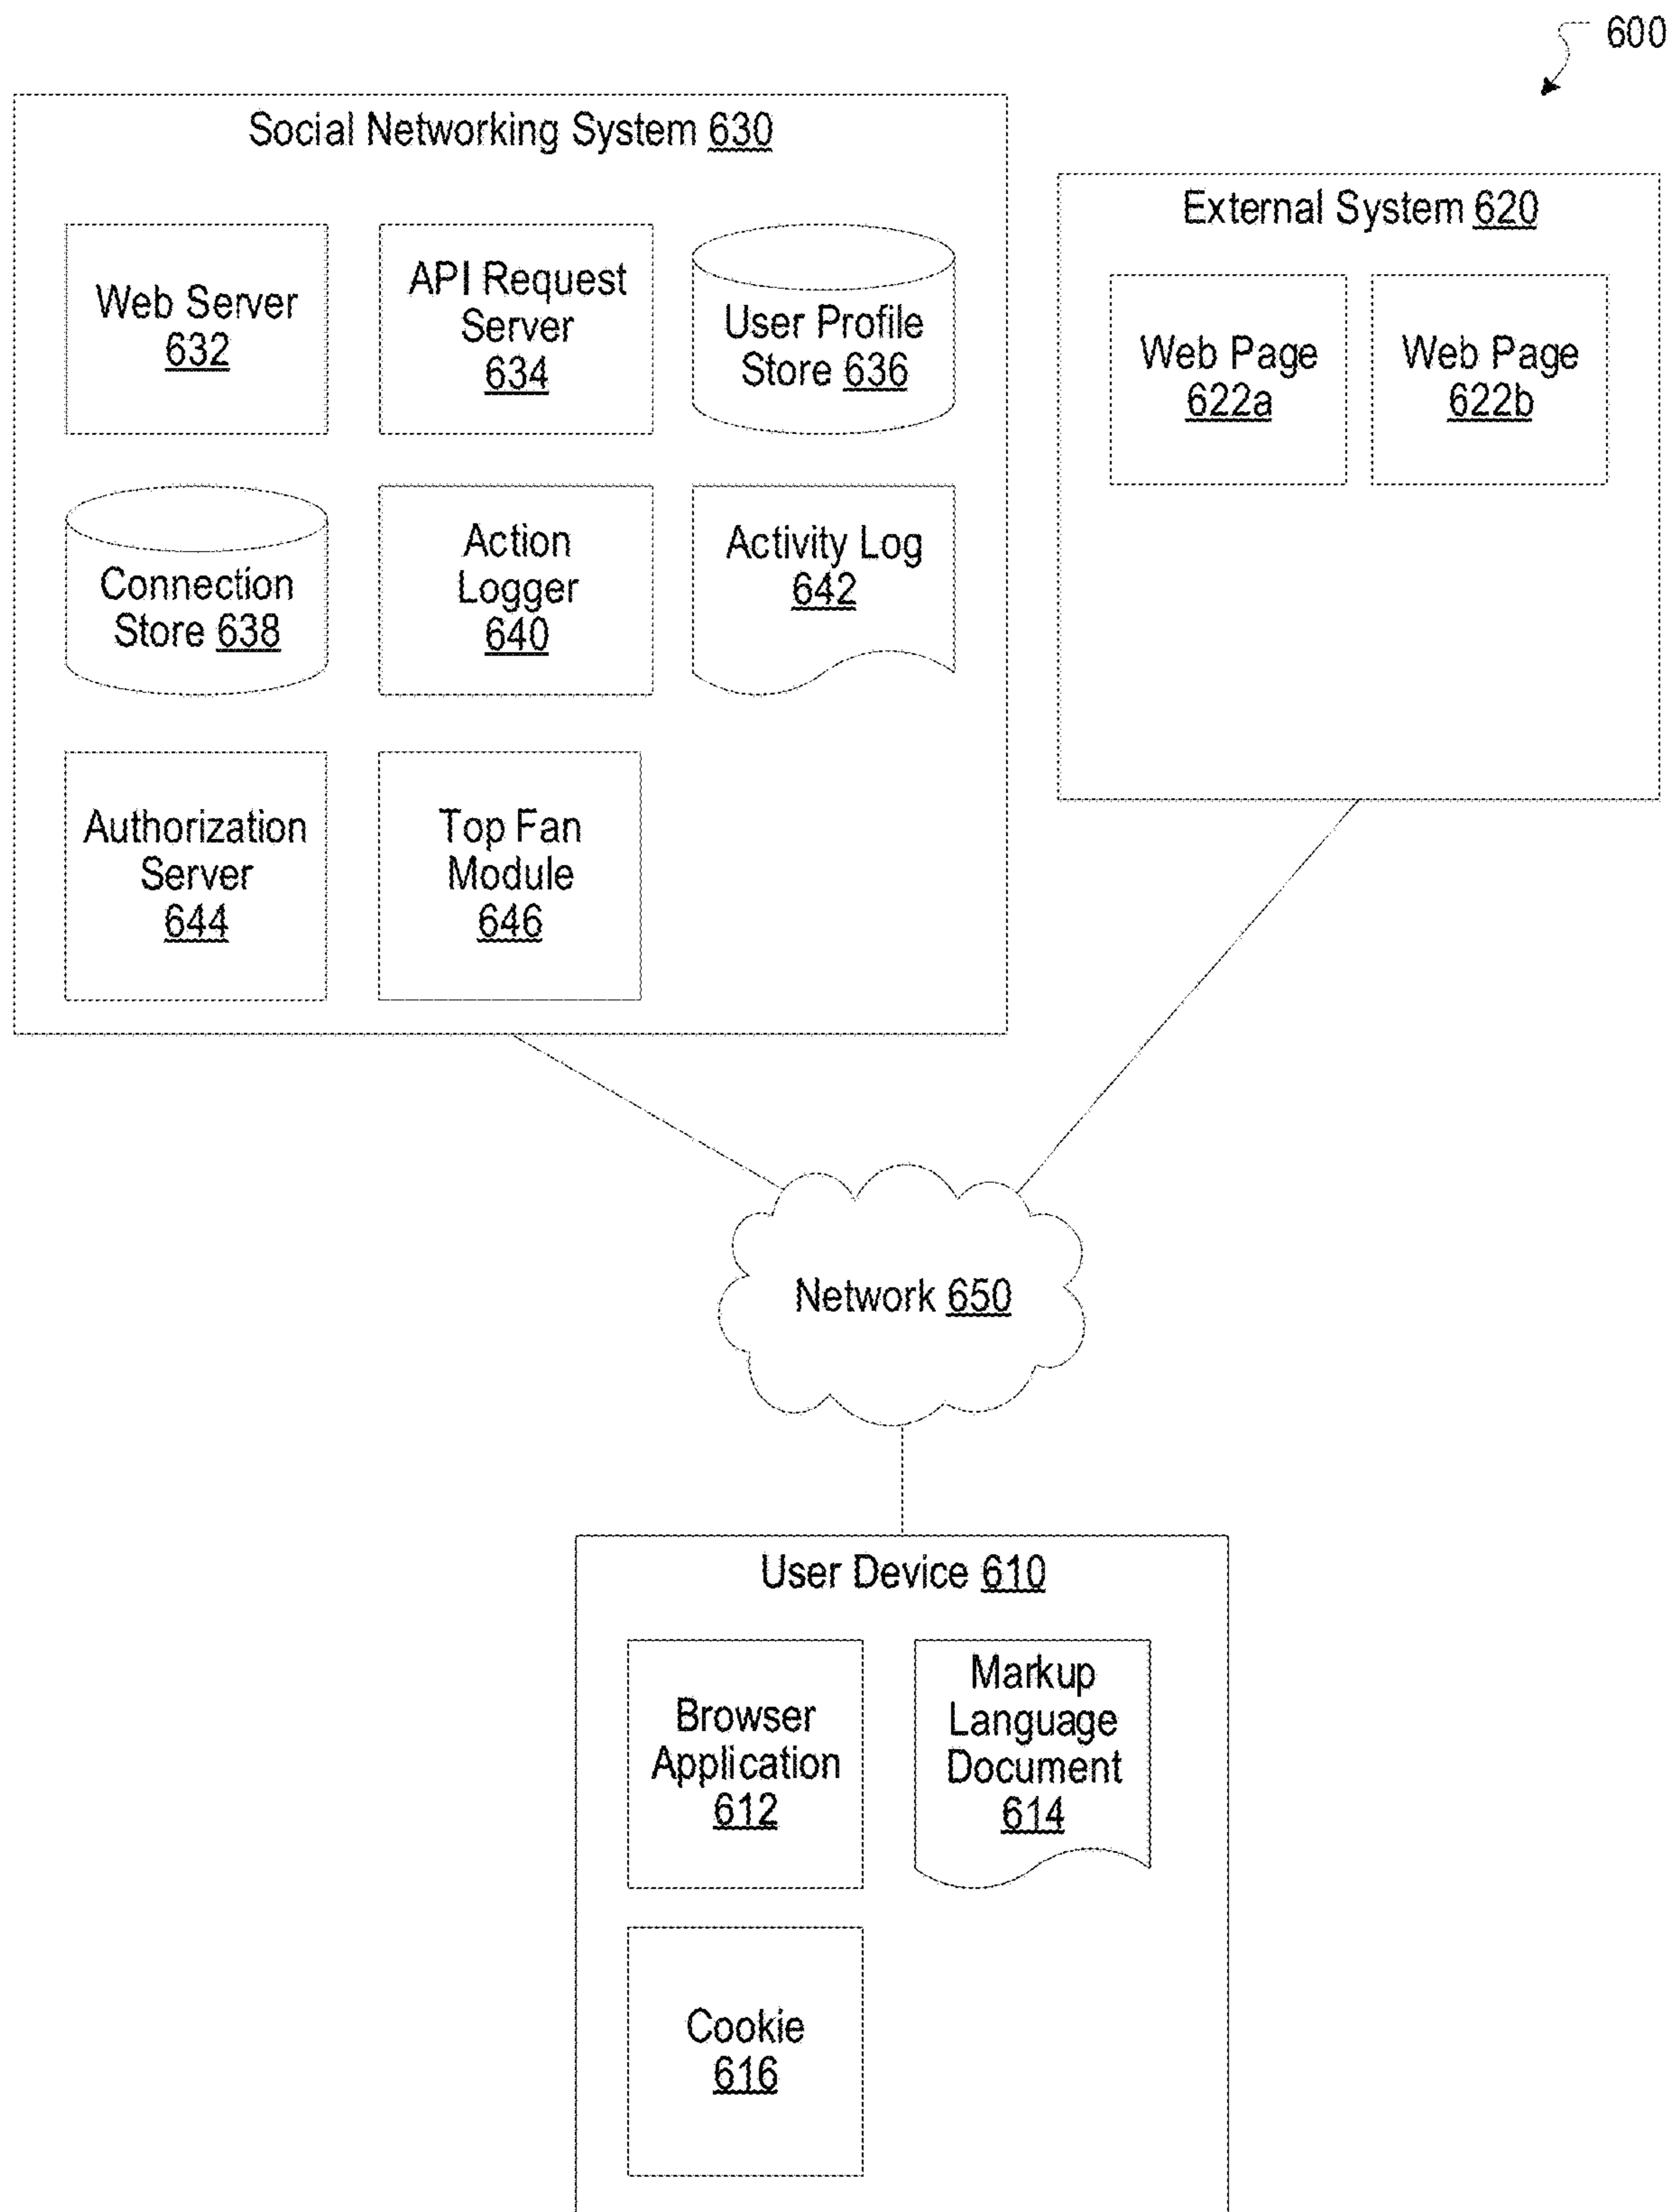 600
Social Networking System 630
Web Server
632
API Request
Server
634
User Profile
Store 636
Connection
Store 638
Action
Logger
640
Activity Log
642
Authorization
Server
644
Top Fan
Module
646
External System 620
Web Page
622a
Web Page
622b
Network 650
User Device 610
Browser
Application
612
Markup
Language
Document
614
Cookie
616